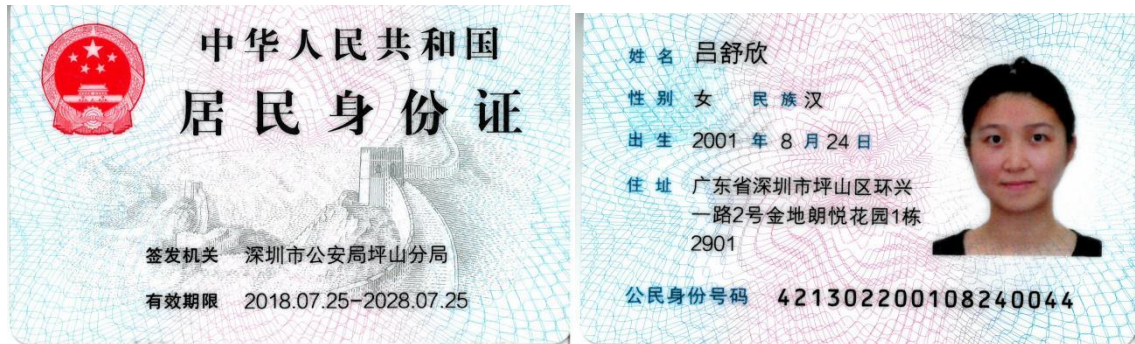 中华人民共和国
居民身份证
签发机关 深圳市公安局坪山分局
有效期限 2018.07.25-2028.07.25
姓名 吕舒欣
性别 女 民族 汉
出生 2001 年 8 月 24 日
住址 广东省深圳市坪山区环兴
一路2号金地朗悦花园1栋
2901
公民身份号码 421302200108240044